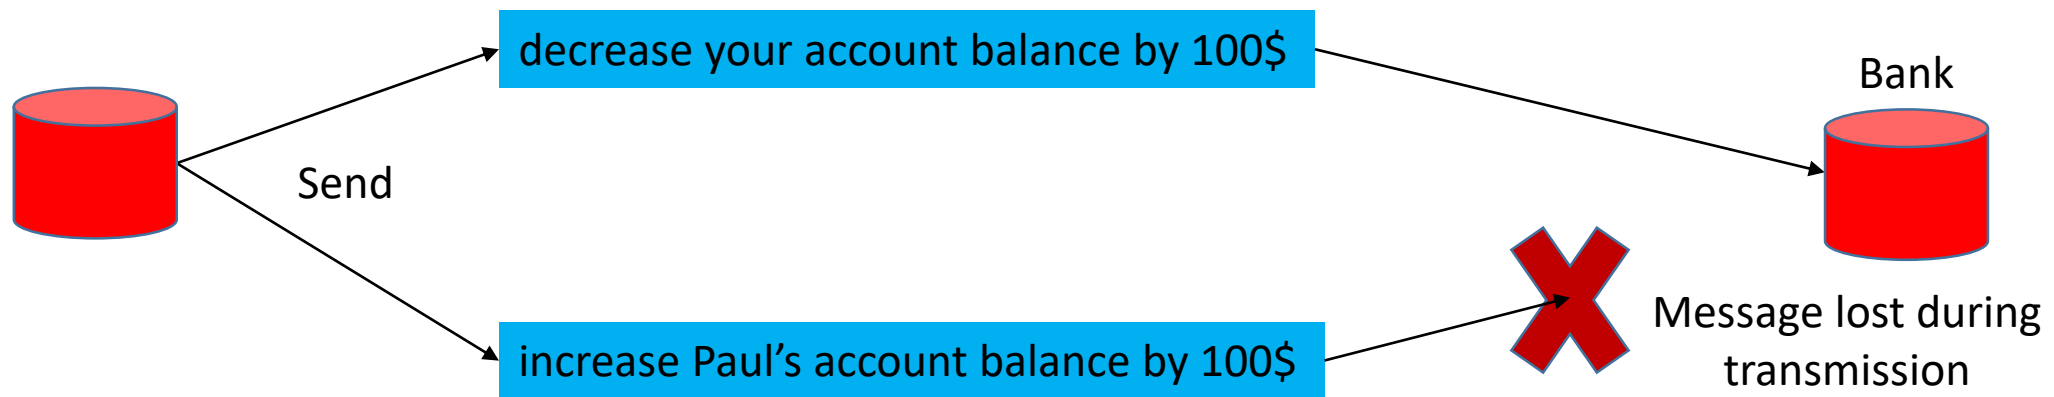 decrease your account balance by 100$
Bank
Send
increase Paul’s account balance by 100$
Message lost during
transmission